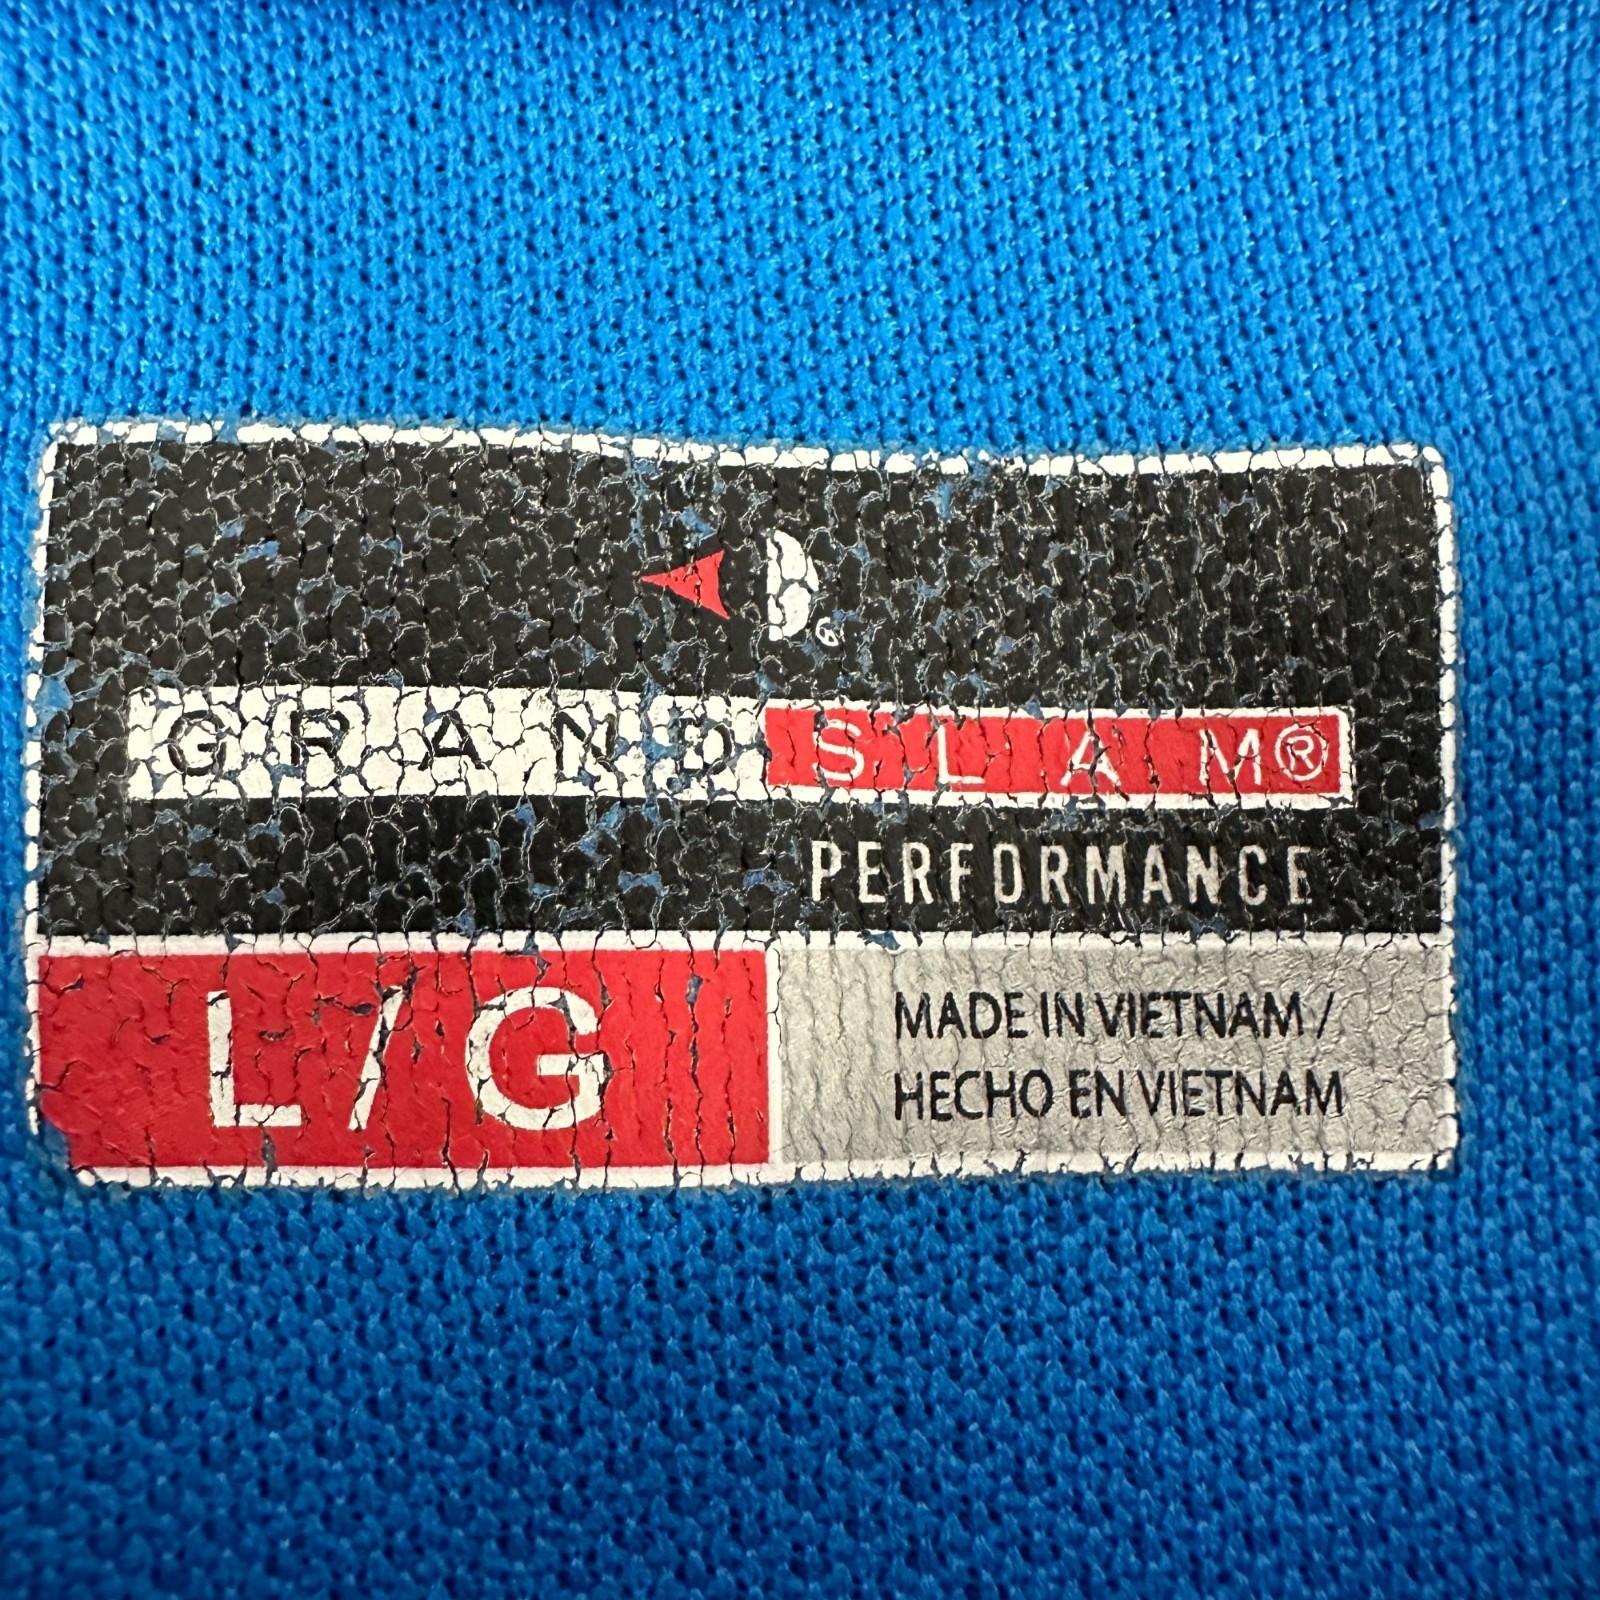 GRAND SLAM®
PERFORMANCE
L/G
MADE IN VIETNAM /
HECHO EN VIETNAM